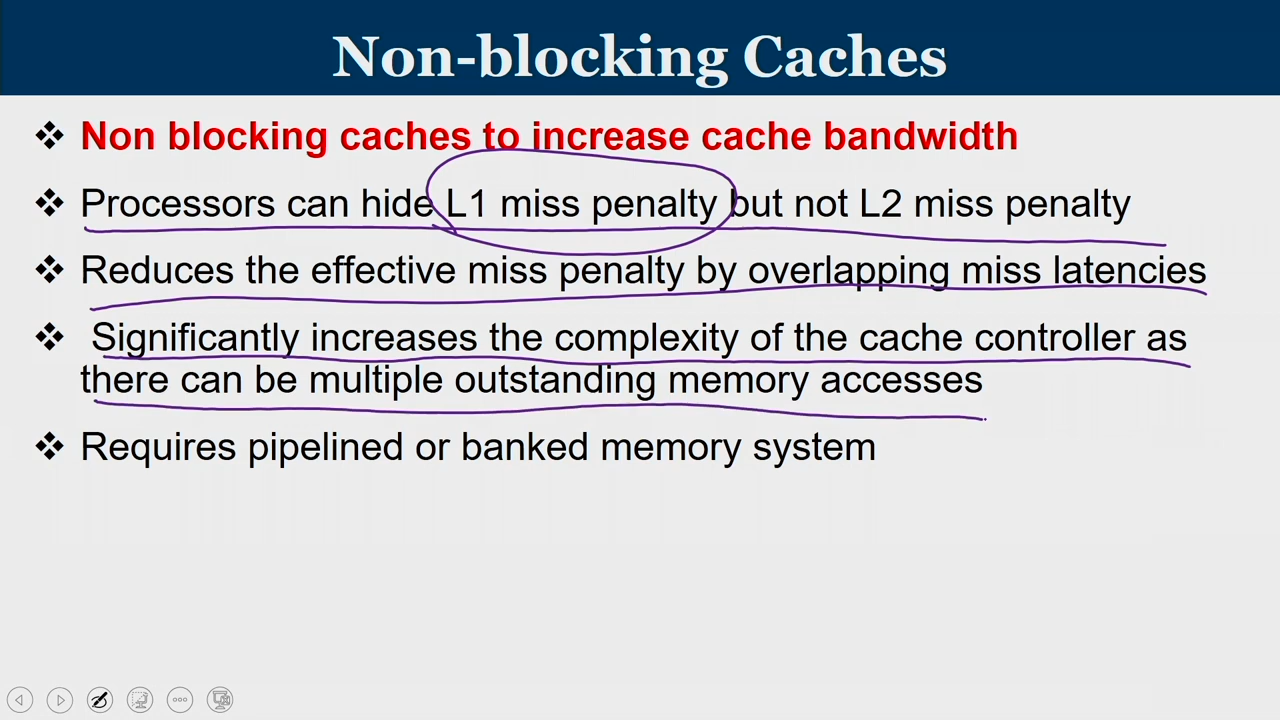 Non-blocking Caches
Non blocking caches to increase cache bandwidth
Processors can hide L1 miss penalty but not L2 miss penalty
Reduces the effective miss penalty by overlapping miss latencies
Significantly increases the complexity of the cache controller as
there can be multiple outstanding memory accesses
Requires pipelined or banked memory system